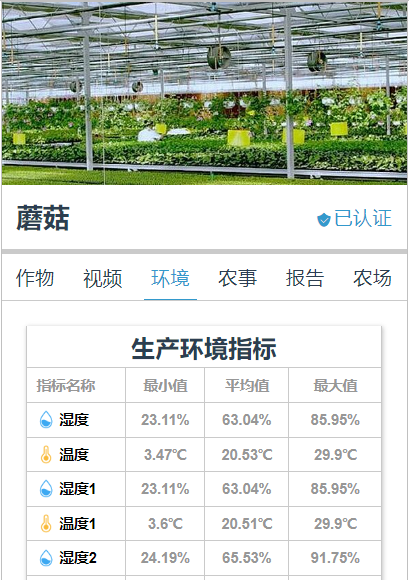 蘑菇 已认证
作物 视频 环境 农事 报告 农场
生产环境指标
指标名称 最小值 平均值 最大值
湿度 23.11% 63.04% 85.95%
温度 3.47℃ 20.53℃ 29.9℃
湿度1 23.11% 63.04% 85.95%
温度1 3.6℃ 20.51℃ 29.9℃
湿度2 24.19% 65.53% 91.75%